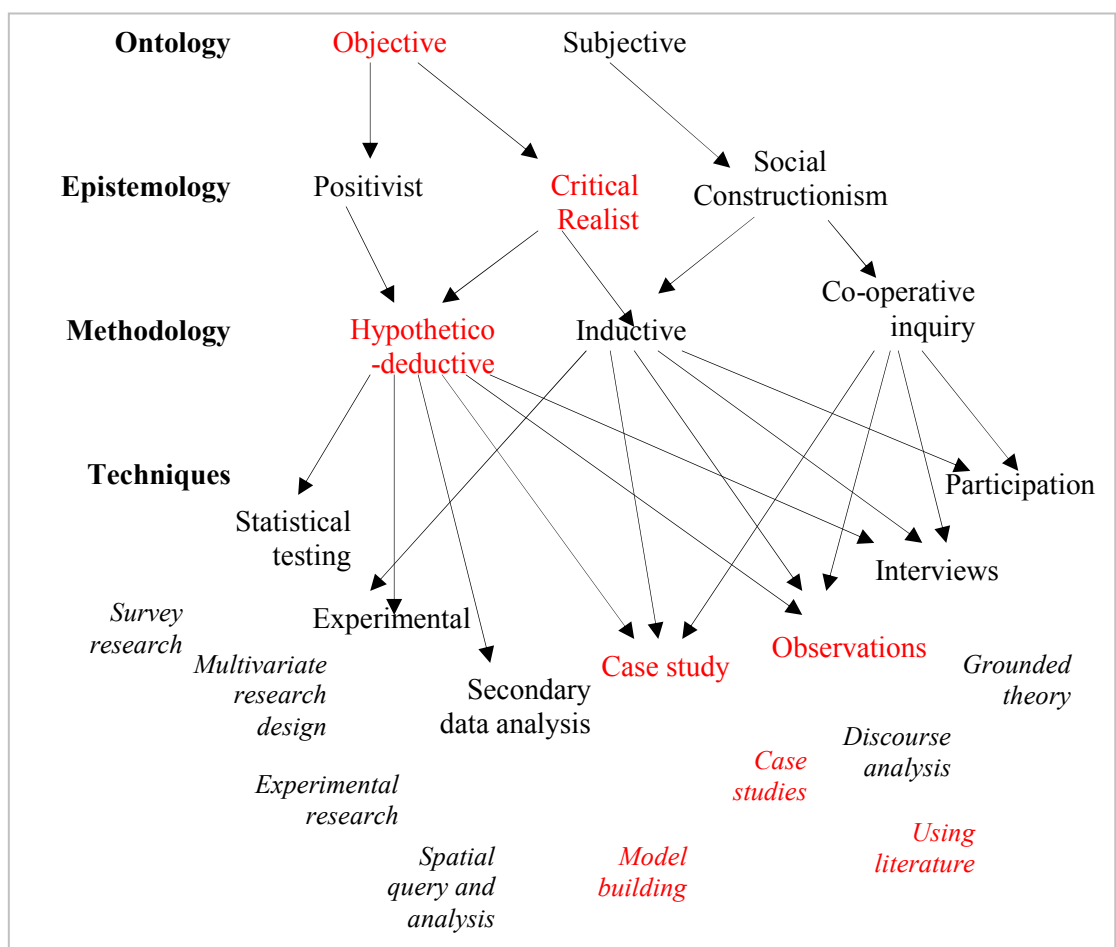 Ontology
Objective
Subjective
Epistemology
Positivist
Critical
Realist
Social
Constructionism
Methodology
Hypothetico
-deductive
Inductive
Co-operative
inquiry
Techniques
Statistical
testing
Experimental
Secondary
data analysis
Case study
Observations
Interviews
Participation
Survey
research
Multivariate
research
design
Experimental
research
Spatial
query and
analysis
Model
building
Case
studies
Discourse
analysis
Using
literature
Grounded
theory